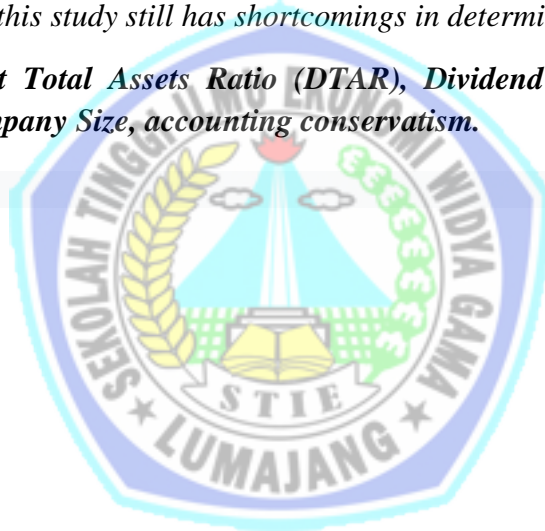 this study still has shortcomings in determi
t Total Assets Ratio (DTAR), Dividend
pany Size, accounting conservatism.
SEKOLAH TINGGI ILMU EKONOMI WIDYA GAMA
STIE
LUMAJANG